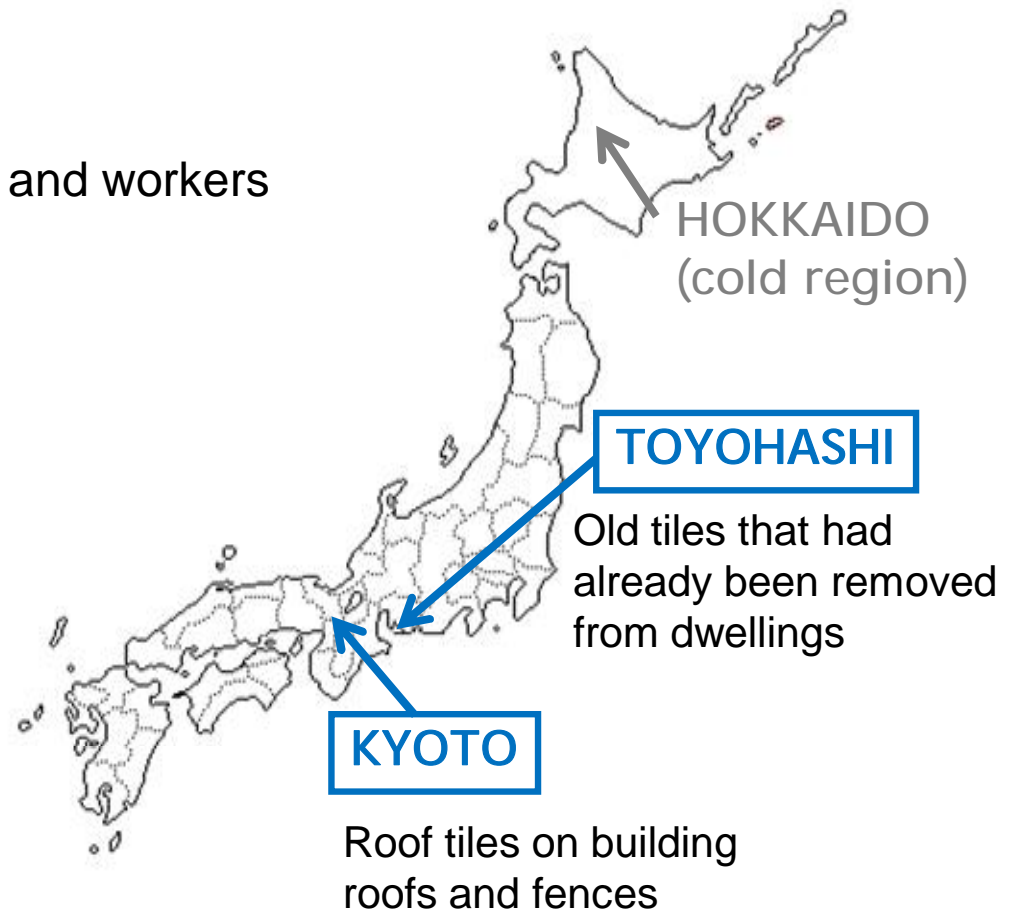 and workers
HOKKAIDO
(cold region)
TOYOHASHI
Old tiles that had
already been removed
from dwellings
KYOTO
Roof tiles on building
roofs and fences